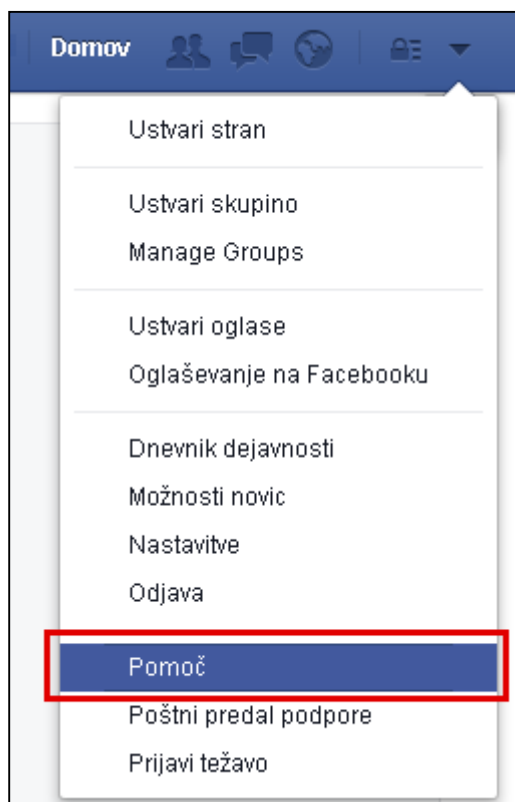 Domov
Ustvari stran
Ustvari skupino
Manage Groups
Ustvari oglase
Oglaševanje na Facebooku
Dnevnik dejavnosti
Možnosti novic
Nastavitve
Odjava
Pomoč
Poštni predal podpore
Prijavi težavo